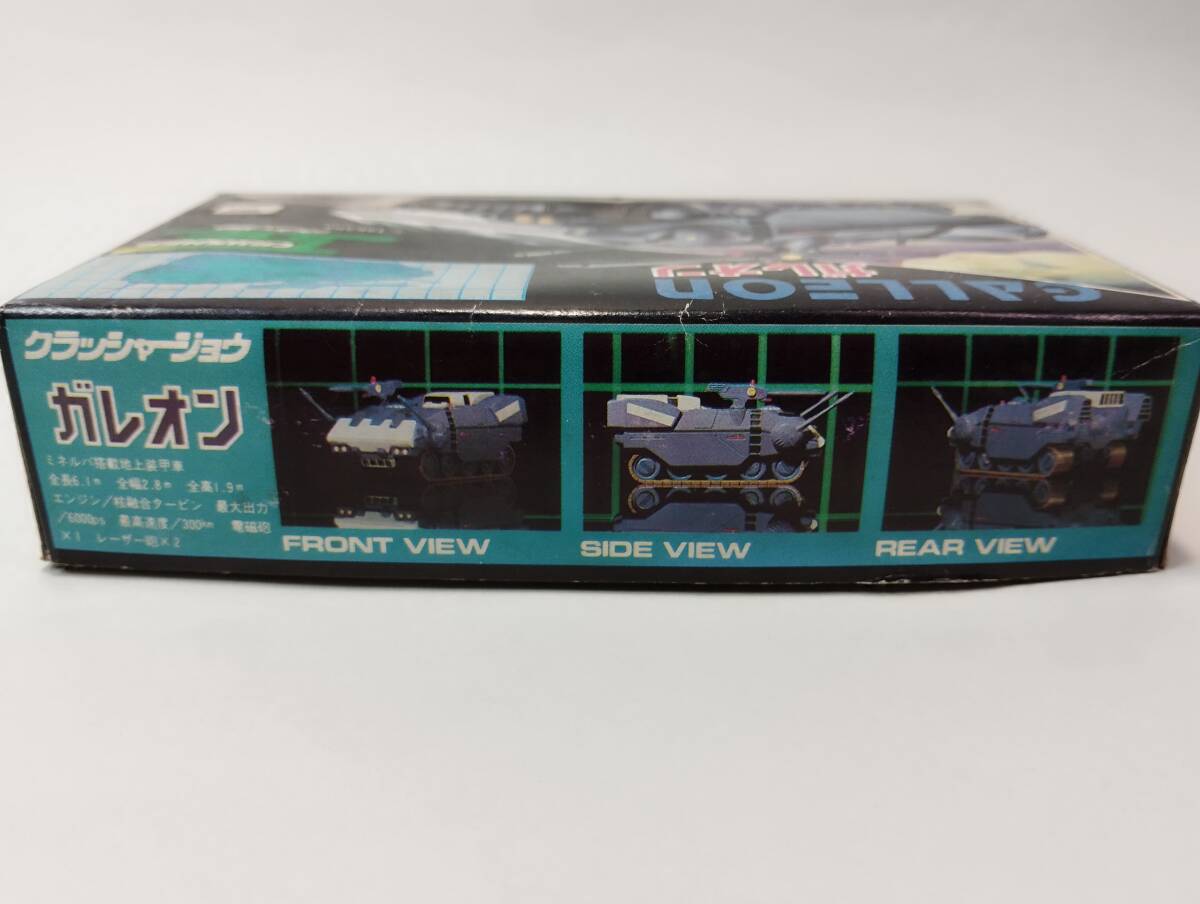 GALLEON
ガレオン
クラッシャージョウ
ガレオン
ミネルバ搭載地上装甲車
全長6.1m 全幅2.8m 全高1.9m
エンジン/核融合タービン 最大出力
/6000ps 最高速度/300km 電磁砲
×1 レーザー砲×2
FRONT VIEW
SIDE VIEW
REAR VIEW